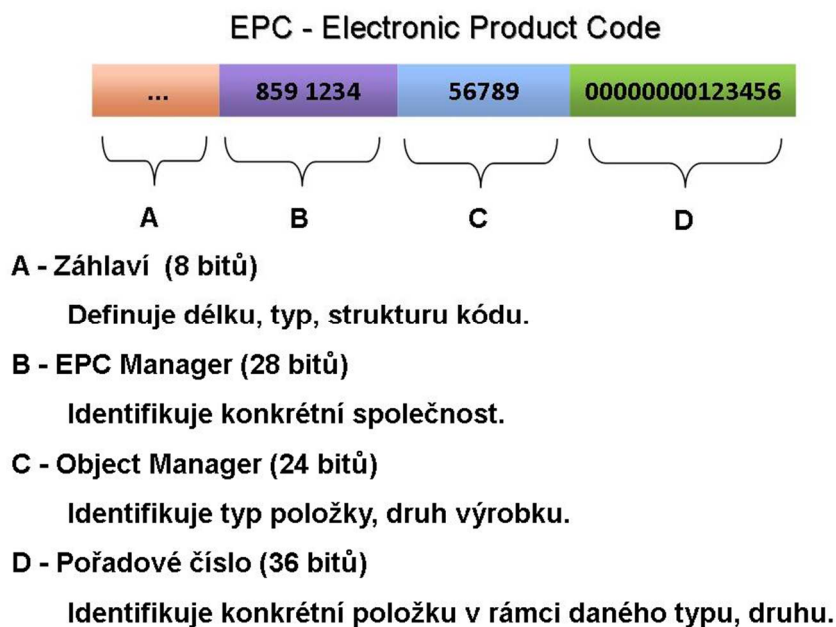 EPC - Electronic Product Code
... 859 1234 56789 00000000123456
A B C D
A - Záhlaví (8 bitů)
Definuje délku, typ, strukturu kódu.
B - EPC Manager (28 bitů)
Identifikuje konkrétní společnost.
C - Object Manager (24 bitů)
Identifikuje typ položky, druh výrobku.
D - Pořadové číslo (36 bitů)
Identifikuje konkrétní položku v rámci daného typu, druhu.